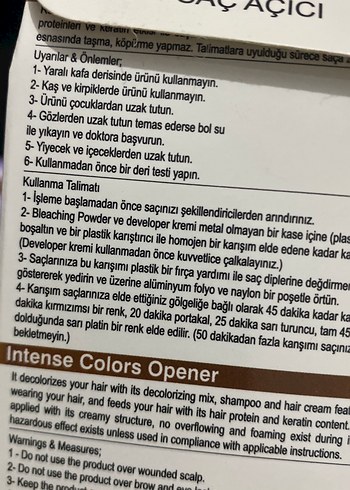 SAÇ AÇICI
proteinleri ve keratin
esnasında taşma, köpürme yapmaz. Talimatlara uyulduğu sürece saça
Uyarılar & Önlemler;
1- Yaralı kafa derisinde ürünü kullanmayın.
2- Kaş ve kirpiklerde ürünü kullanmayın.
3- Ürünü çocuklardan uzak tutun.
4- Gözlerden uzak tutun temas ederse bol su
ile yıkayın ve doktora başvurun.
5- Yiyecek ve içeceklerden uzak tutun.
6- Kullanmadan önce bir deri testi yapın.
Kullanma Talimatı
1- İşleme başlamadan önce saçınızı şekillendiricilerden arındırınız.
2- Bleaching Powder ve developer kremi metal olmayan bir kase içine (plas
boşaltın ve bir plastik karıştırıcı ile homojen bir karışım elde edene kadar ka
(Developer kremi kullanmadan önce kuvvetlice çalkalayınız.)
3- Saçlarınıza bu karışımı plastik bir fırça yardımı ile saç diplerine değdirme
göstererek yedirin ve üzerine alüminyum folyo ve naylon bir poşetle örtün.
4- Karışım saçlarınıza elde ettiğiniz gölgeliğe bağlı olarak 45 dakika kadar
dakika kırmızımsı bir renk, 20 dakika portakal, 25 dakika sarı turuncu, tam 45
dolduğunda sarı platin bir renk elde edilir. (50 dakikadan fazla karışımı saçınız
bekletmeyin.)
Intense Colors Opener
It decolorizes your hair with its decolorizing mix, shampoo and hair cream feat
wearing your hair, and feeds your hair with its hair protein and keratin content.
applied with its creamy structure, no overflowing and foaming exist during i
hazardous effect exists unless used in compliance with applicable instructions.
Warnings & Measures;
1 - Do not use the product over wounded scalp.
2- Do not use the product over brow and
3- Keep the